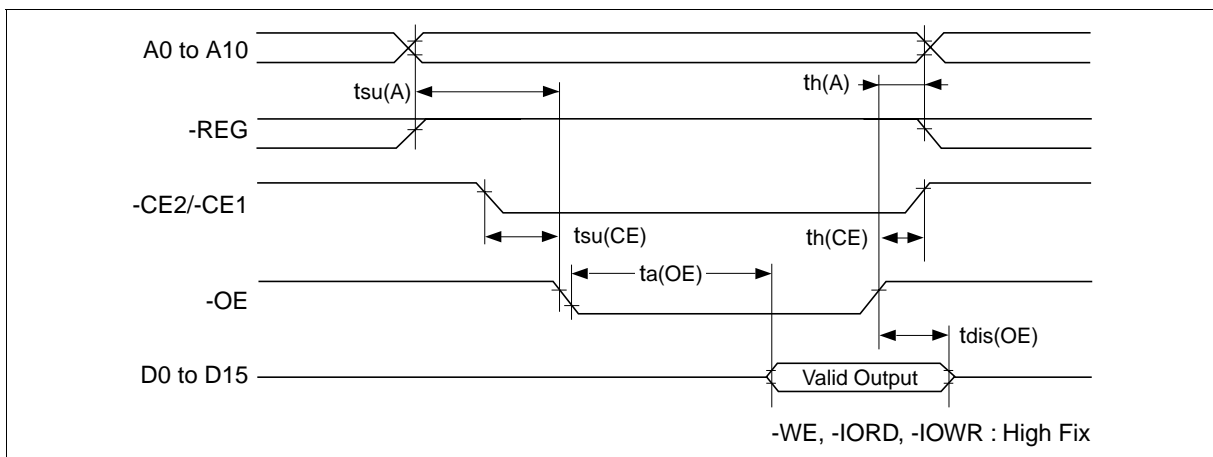 A0 to A10
tsu(A)
th(A)
-REG
-CE2/-CE1
tsu(CE)
th(CE)
ta(OE)
-OE
tdis(OE)
D0 to D15
Valid Output
-WE, -IORD, -IOWR : High Fix